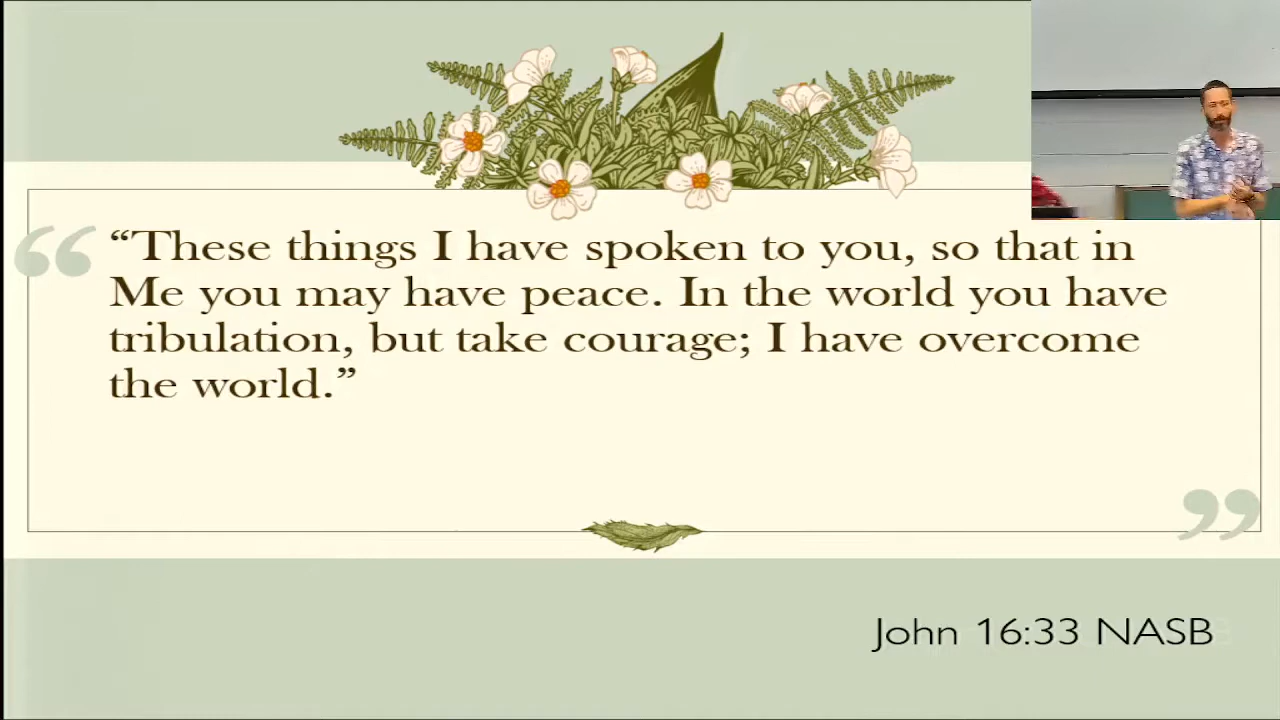 “These things I have spoken to you, so that in
Me you may have peace. In the world you have
tribulation, but take courage; I have overcome
the world.”
John 16:33 NASB